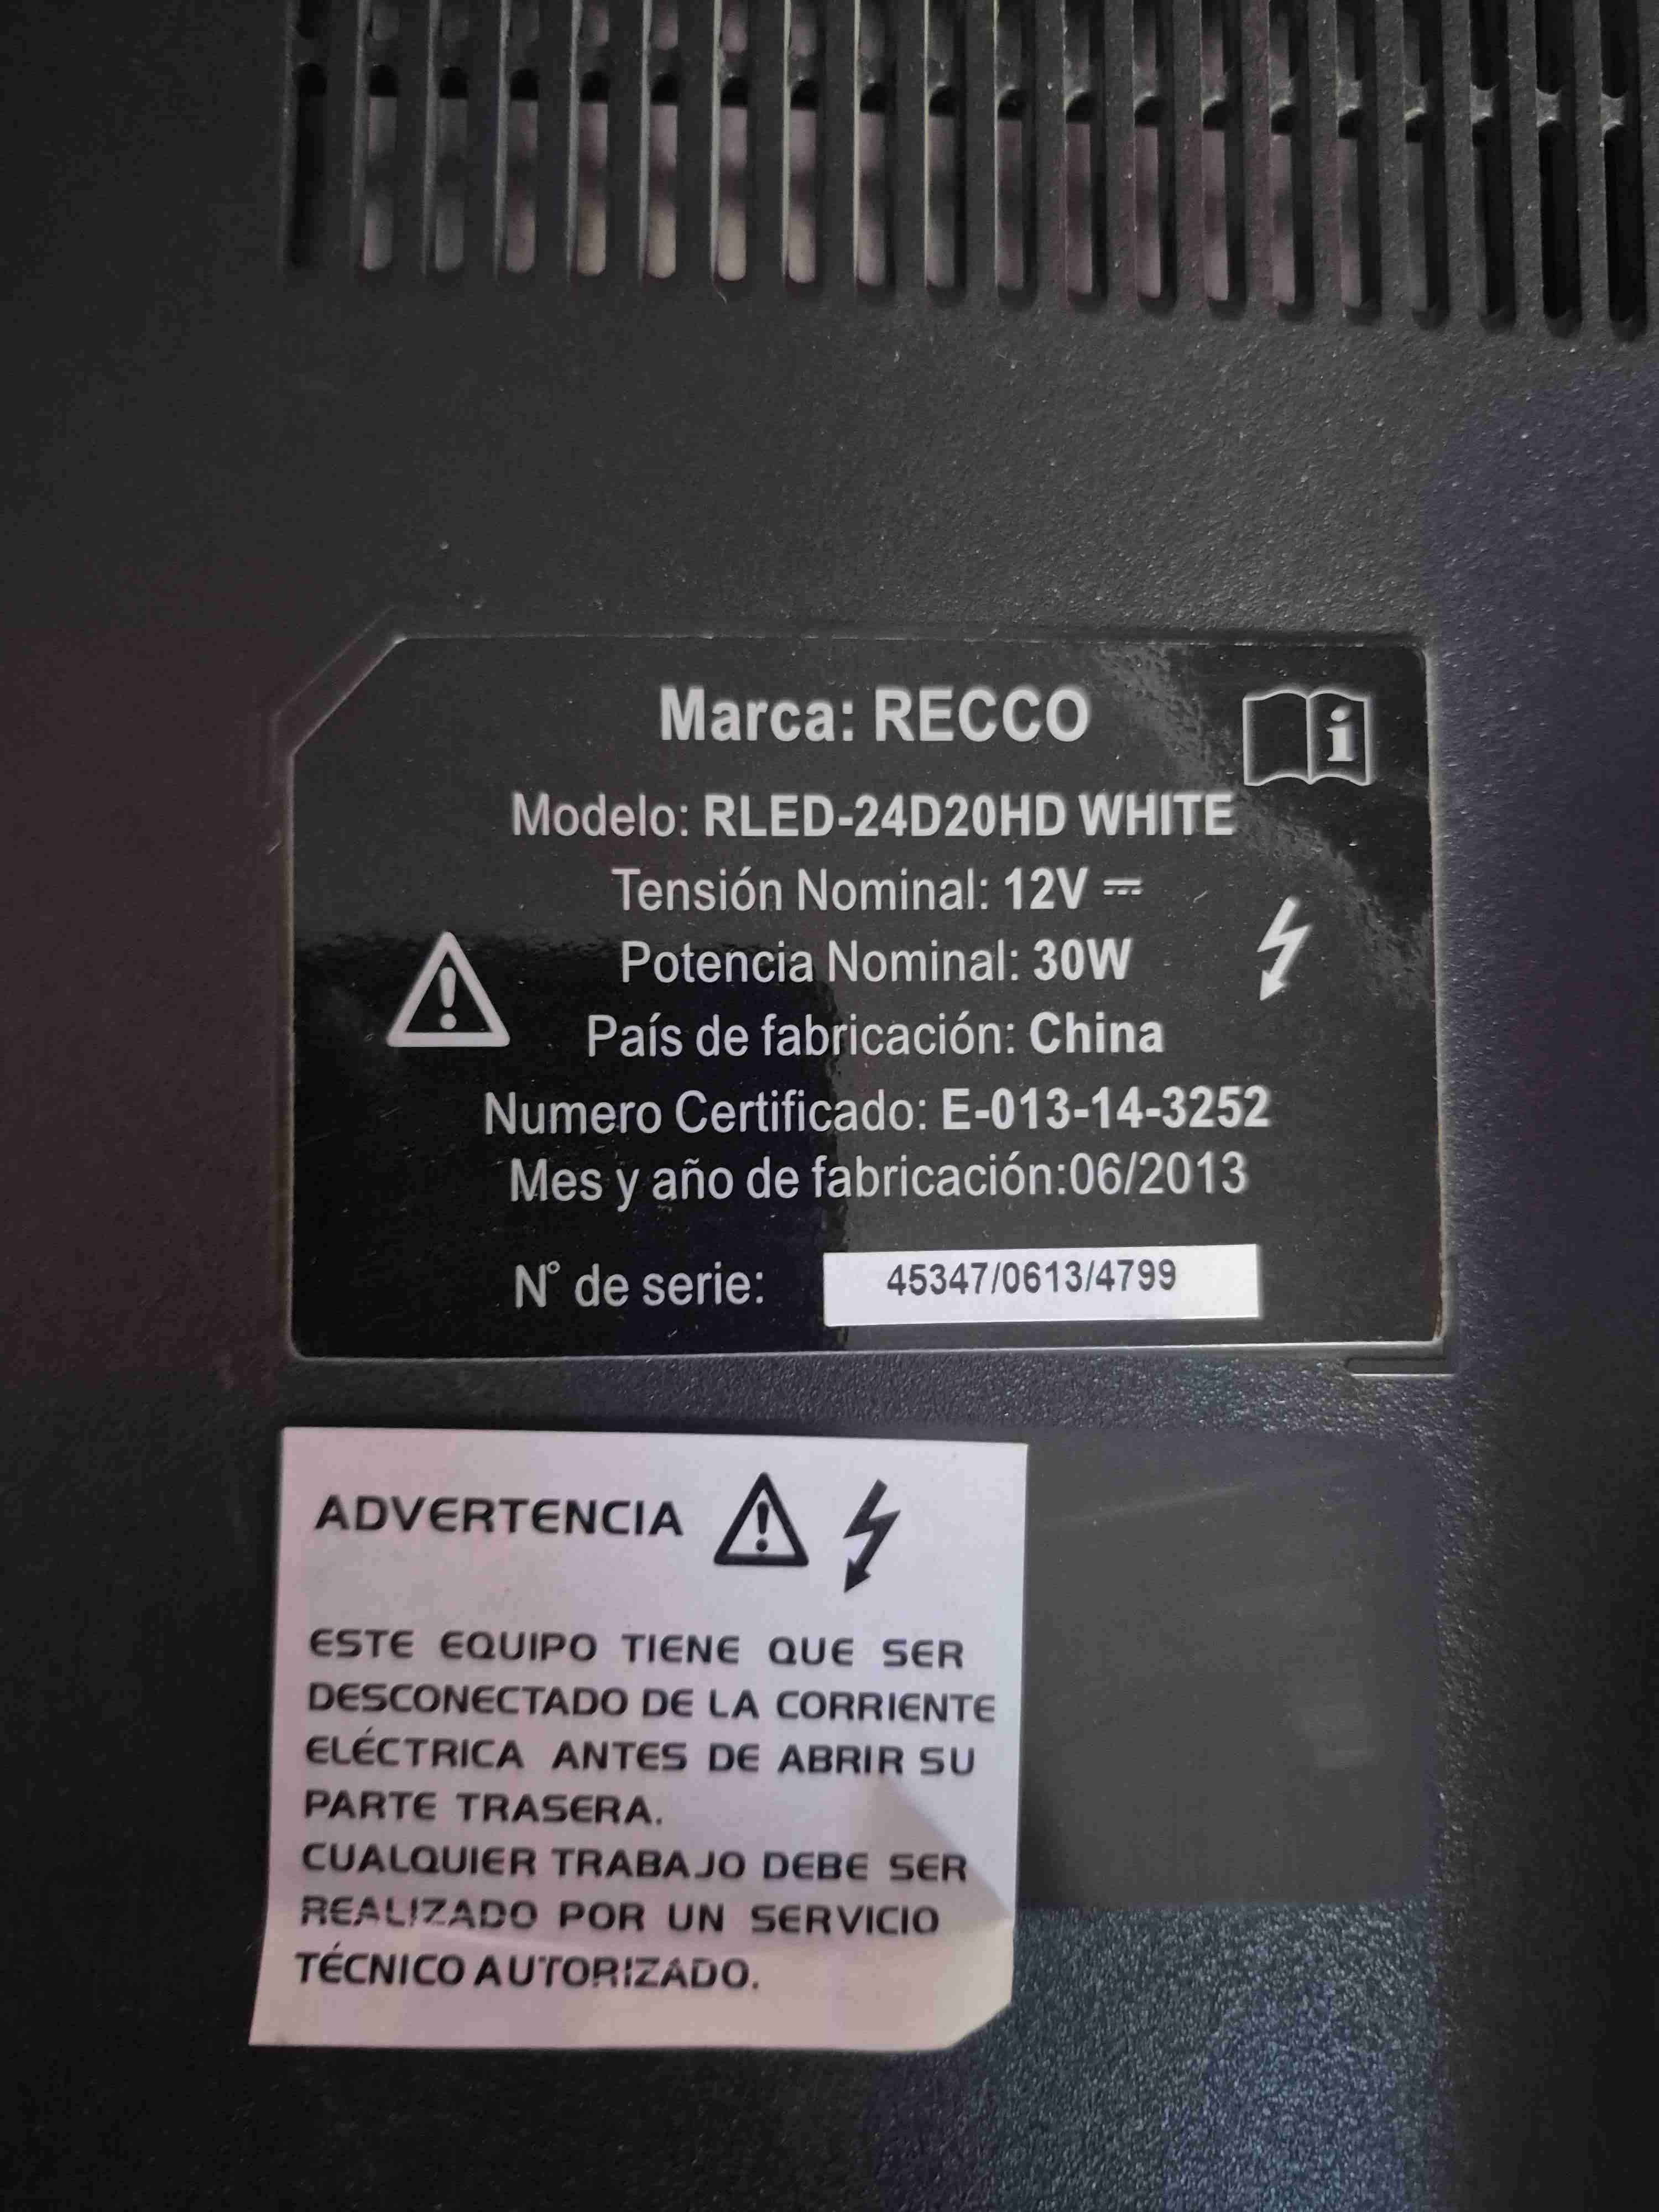 Marca: RECCO
Modelo: RLED-24D20HD WHITE
Tensión Nominal: 12V
Potencia Nominal: 30W
País de fabricación: China
Numero Certificado: E-013-14-3252
Mes y año de fabricación:06/2013
N° de serie: 45347/0613/4799
ADVERTENCIA
ESTE EQUIPO TIENE QUE SER
DESCONECTADO DE LA CORRIENTE
ELÉCTRICA ANTES DE ABRIR SU
PARTE TRASERA.
CUALQUIER TRABAJO DEBE SER
REALIZADO POR UN SERVICIO
TÉCNICO AUTORIZADO.